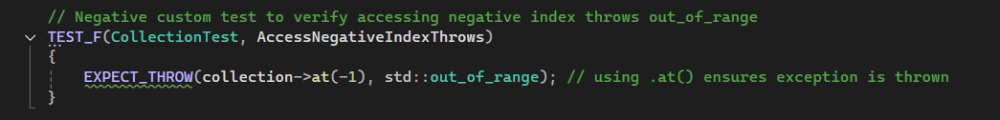 // Negative custom test to verify accessing negative index throws out_of_range
TEST_F(CollectionTest, AccessNegativeIndexThrows)
{
EXPECT_THROW(collection->at(-1), std::out_of_range); // using .at() ensures exception is thrown
}